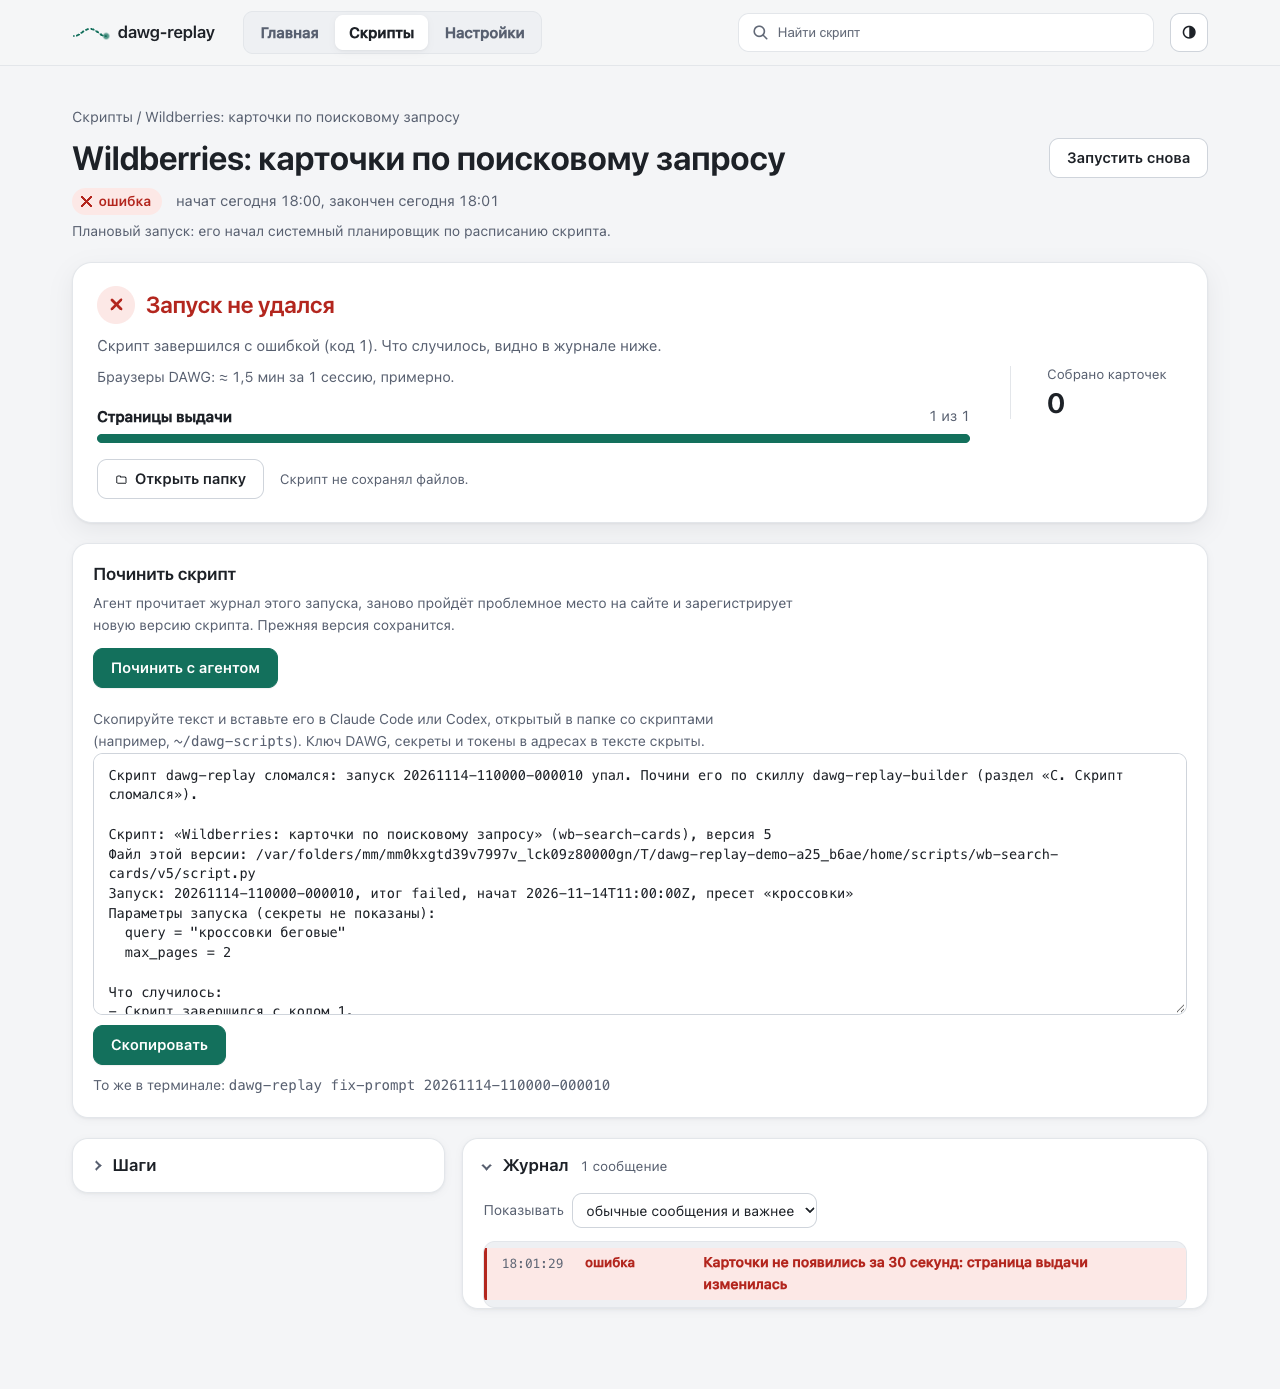 dawg-replay
Главная
Скрипты
Настройки
Найти скрипт
Скрипты / Wildberries: карточки по поисковому запросу
Wildberries: карточки по поисковому запросу
Запустить снова
ошибка
начат сегодня 18:00, закончен сегодня 18:01
Плановый запуск: его начал системный планировщик по расписанию скрипта.
Запуск не удался
Скрипт завершился с ошибкой (код 1). Что случилось, видно в журнале ниже.
Браузеры DAWG: ≈ 1,5 мин за 1 сессию, примерно.
Собрано карточек
0
Страницы выдачи
1 из 1
Открыть папку
Скрипт не сохранял файлов.
Починить скрипт
Агент прочитает журнал этого запуска, заново пройдёт проблемное место на сайте и зарегистрирует
новую версию скрипта. Прежняя версия сохранится.
Починить с агентом
Скопируйте текст и вставьте его в Claude Code или Codex, открытый в папке со скриптами
(например, ~/dawg-scripts). Ключ DAWG, секреты и токены в адресах в тексте скрыты.
Скрипт dawg-replay сломался: запуск 20261114-110000-000010 упал. Почини его по скиллу dawg-replay-builder (раздел «C. Скрипт
сломался»).
Скрипт: «Wildberries: карточки по поисковому запросу» (wb-search-cards), версия 5
Файл этой версии: /var/folders/mm/mm0kxgtd39v7997v_lck09z80000gn/T/dawg-replay-demo-a25_b6ae/home/scripts/wb-search-
cards/v5/script.py
Запуск: 20261114-110000-000010, итог failed, начат 2026-11-14T11:00:00Z, пресет «кроссовки»
Параметры запуска (секреты не показаны):
query = "кроссовки беговые"
max_pages = 2
Что случилось:
- Скрипт завершился с кодом 1.
Скопировать
То же в терминале: dawg-replay fix-prompt 20261114-110000-000010
Шаги
Журнал
1 сообщение
Показывать
обычные сообщения и важнее
18:01:29
ошибка
Карточки не появились за 30 секунд: страница выдачи
изменилась